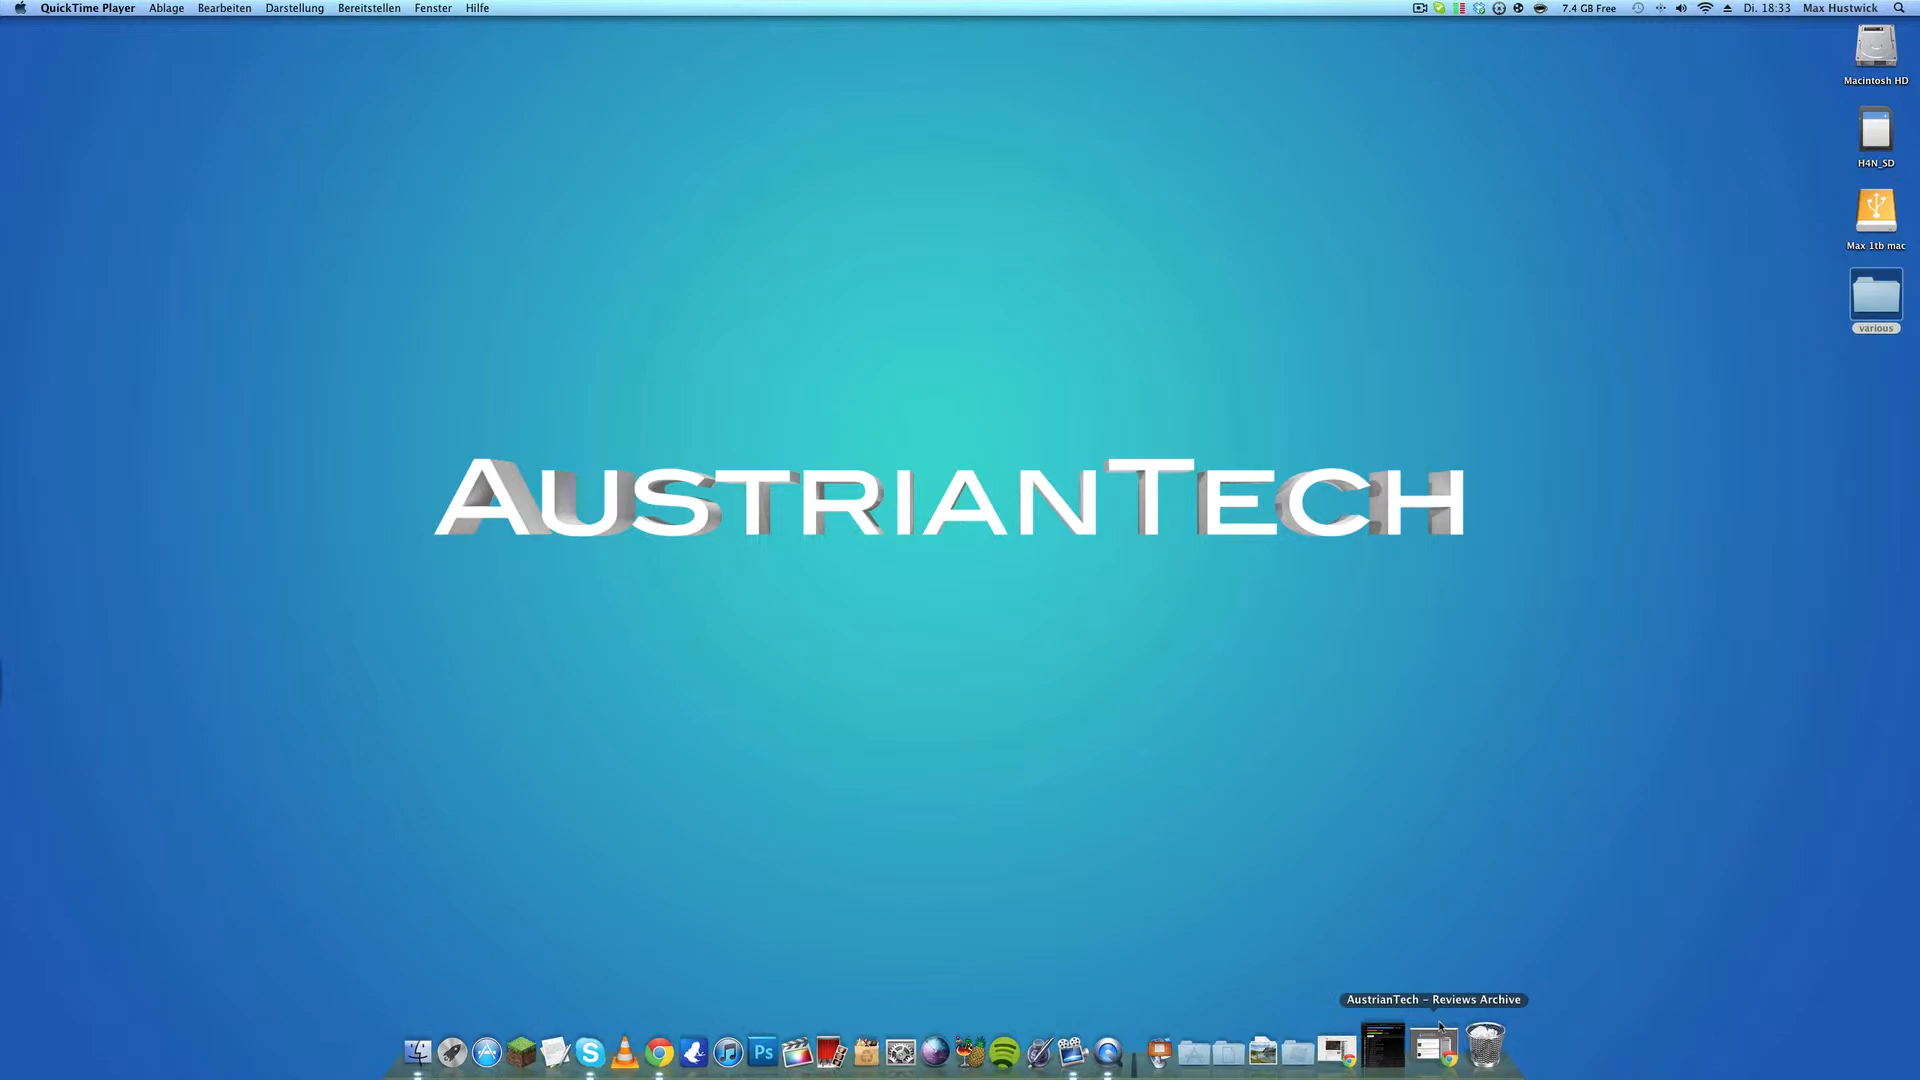 QuickTime Player Ablage Bearbeiten Darstellung Bereitstellen Fenster Hilfe 7.4 GB Free Di. 18:33 Max Hustwick
Macintosh HD
H4N_SD
Max 1tb mac
various
AUSTRIANTECH
AustrianTech – Reviews Archive
Ps